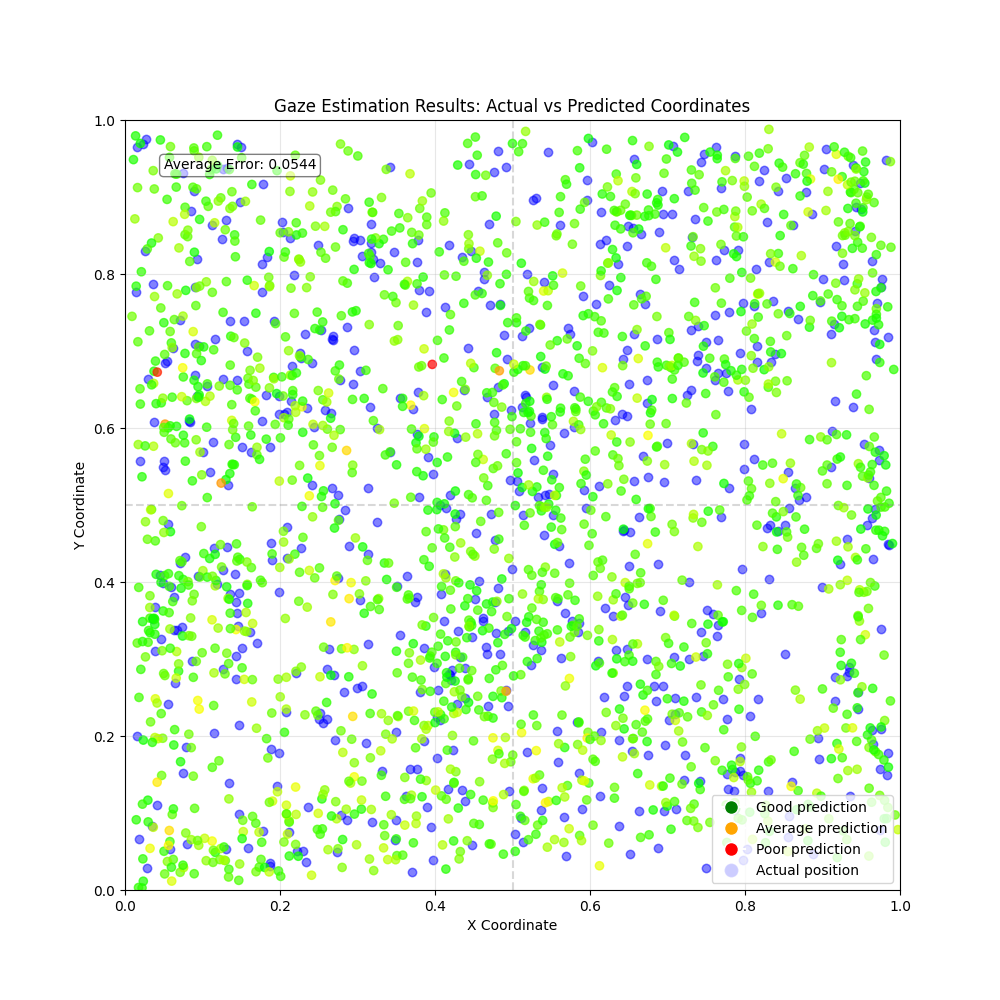 Gaze Estimation Results: Actual vs Predicted Coordinates
Average Error: 0.0544
Y Coordinate
1.0
0.8
0.6
0.4
0.2
0.0
0.0 0.2 0.4 0.6 0.8 1.0
X Coordinate
Good prediction
Average prediction
Poor prediction
Actual position